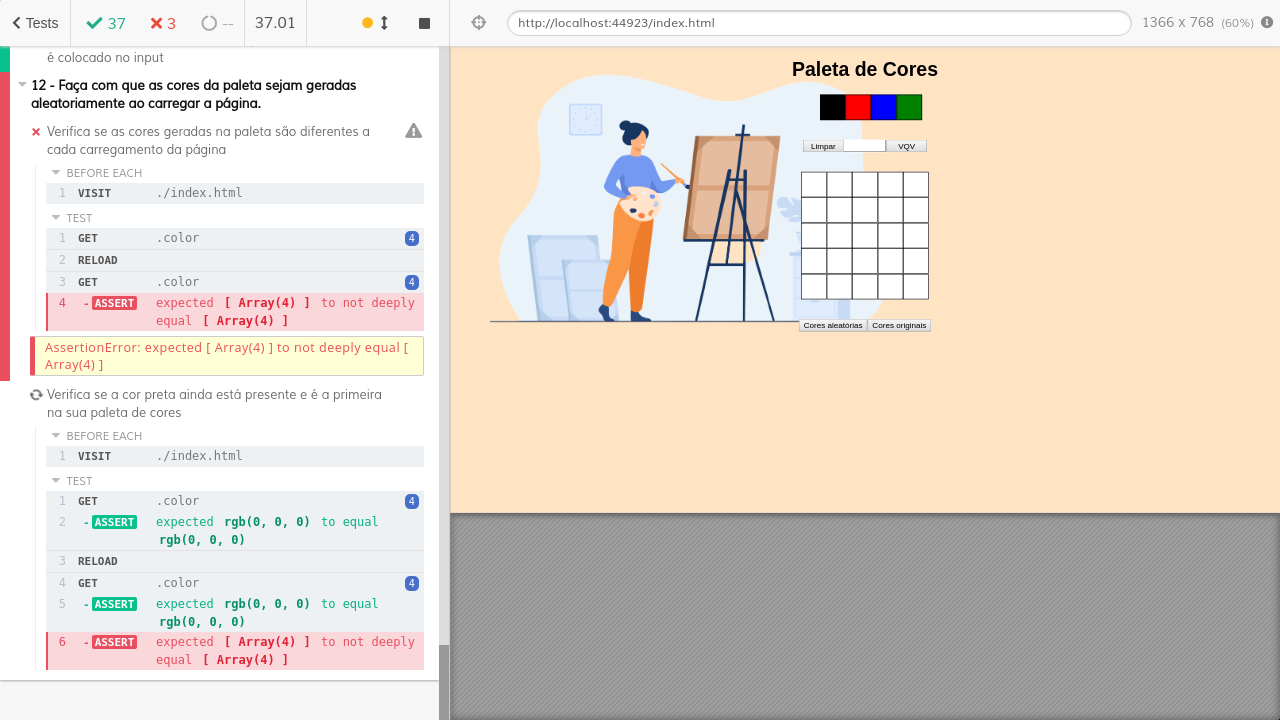 Tests
37
3
--
37.01
é colocado no input
12 - Faça com que as cores da paleta sejam geradas
aleatoriamente ao carregar a página.
Verifica se as cores geradas na paleta são diferentes a
cada carregamento da página
BEFORE EACH
1 VISIT ./index.html
TEST
1 GET .color 4
2 RELOAD
3 GET .color 4
4 -ASSERT expected [ Array(4) ] to not deeply
equal [ Array(4) ]
AssertionError: expected [ Array(4) ] to not deeply equal [
Array(4) ]
Verifica se a cor preta ainda está presente e é a primeira
na sua paleta de cores
BEFORE EACH
1 VISIT ./index.html
TEST
1 GET .color 4
2 -ASSERT expected rgb(0, 0, 0) to equal
rgb(0, 0, 0)
3 RELOAD
4 GET .color 4
5 -ASSERT expected rgb(0, 0, 0) to equal
rgb(0, 0, 0)
6 -ASSERT expected [ Array(4) ] to not deeply
equal [ Array(4) ]
http://localhost:44923/index.html
1366 x 768 (60%)
Paleta de Cores
Limpar VQV
Cores aleatórias Cores originais